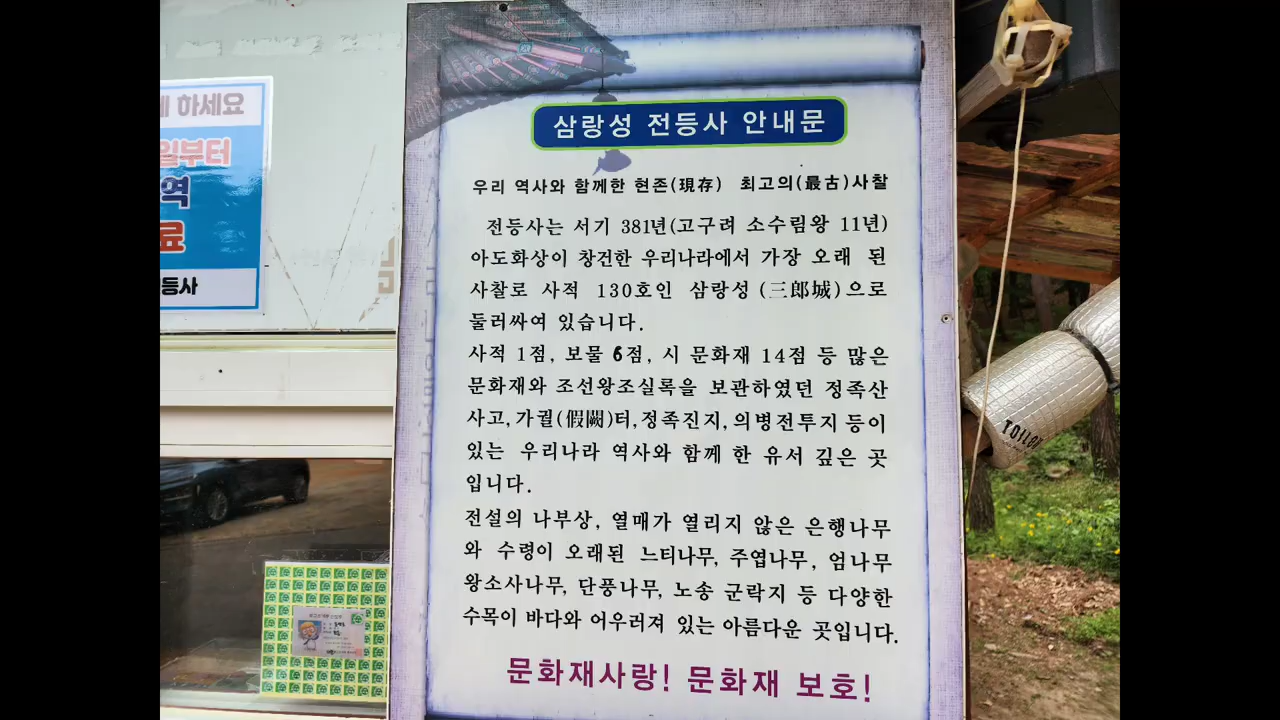 하세요
일부터
역
료
등사
삼랑성 전등사 안내문
우리 역사와 함께한 현존(現存) 최고의(最古)사찰
전등사는 서기 381년(고구려 소수림왕 11년)
아도화상이 창건한 우리나라에서 가장 오래 된
사찰로 사적 130호인 삼랑성(三郎城)으로
둘러싸여 있습니다.
사적 1점, 보물 6점, 시 문화재 14점 등 많은
문화재와 조선왕조실록을 보관하였던 정족산
사고,가궐(假闕)터,정족진지,의병전투지 등이
있는 우리나라 역사와 함께 한 유서 깊은 곳
입니다.
전설의 나부상, 열매가 열리지 않은 은행나무
와 수령이 오래된 느티나무, 주엽나무, 엄나무
왕소사나무, 단풍나무, 노송 군락지 등 다양한
수목이 바다와 어우러져 있는 아름다운 곳입니다.
문화재사랑! 문화재 보호!